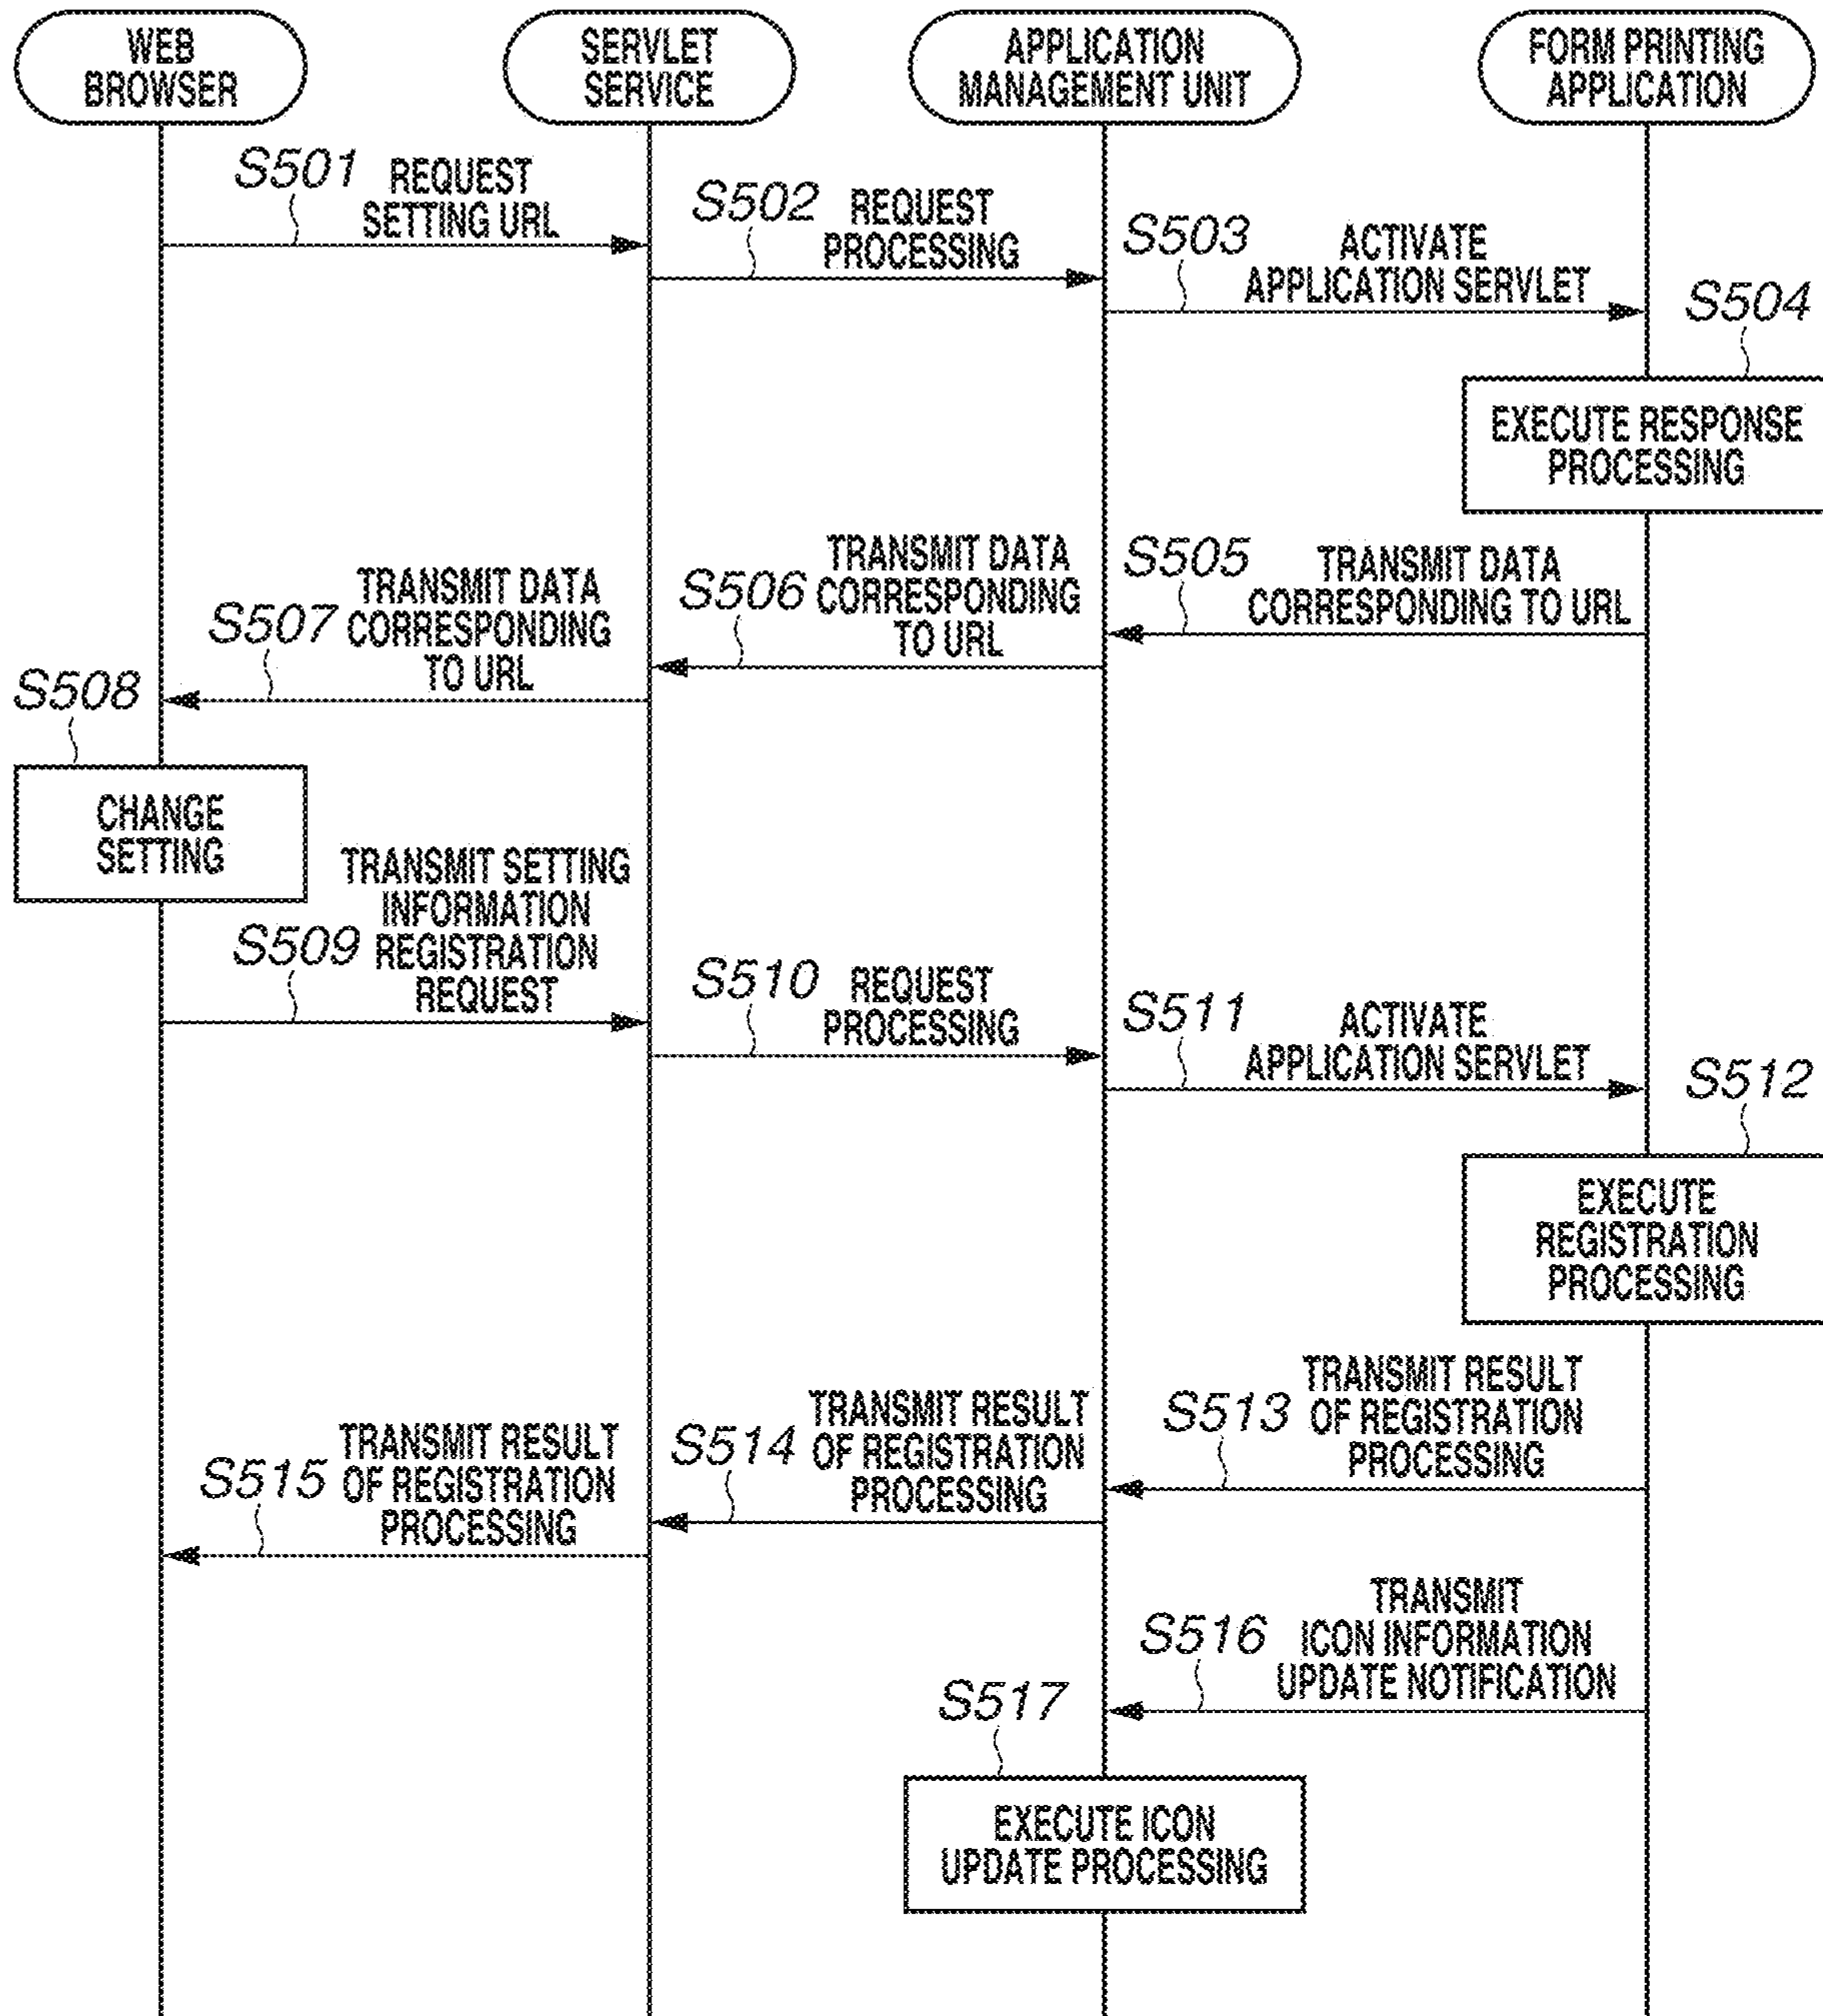 WEB
BROWSER
SERVLET
SERVICE
APPLICATION
MANAGEMENT UNIT
FORM PRINTING
APPLICATION
S501
REQUEST
SETTING URL
S502
REQUEST
PROCESSING
S503
ACTIVATE
APPLICATION SERVLET
S504
EXECUTE RESPONSE
PROCESSING
S505
TRANSMIT DATA
CORRESPONDING TO URL
S506
TRANSMIT DATA
CORRESPONDING
TO URL
S507
TRANSMIT DATA
CORRESPONDING
TO URL
S508
CHANGE
SETTING
S509
TRANSMIT SETTING
INFORMATION
REGISTRATION
REQUEST
S510
REQUEST
PROCESSING
S511
ACTIVATE
APPLICATION SERVLET
S512
EXECUTE
REGISTRATION
PROCESSING
S513
TRANSMIT RESULT
OF REGISTRATION
PROCESSING
S514
TRANSMIT RESULT
OF REGISTRATION
PROCESSING
S515
TRANSMIT RESULT
OF REGISTRATION
PROCESSING
S516
TRANSMIT
ICON INFORMATION
UPDATE NOTIFICATION
S517
EXECUTE ICON
UPDATE PROCESSING